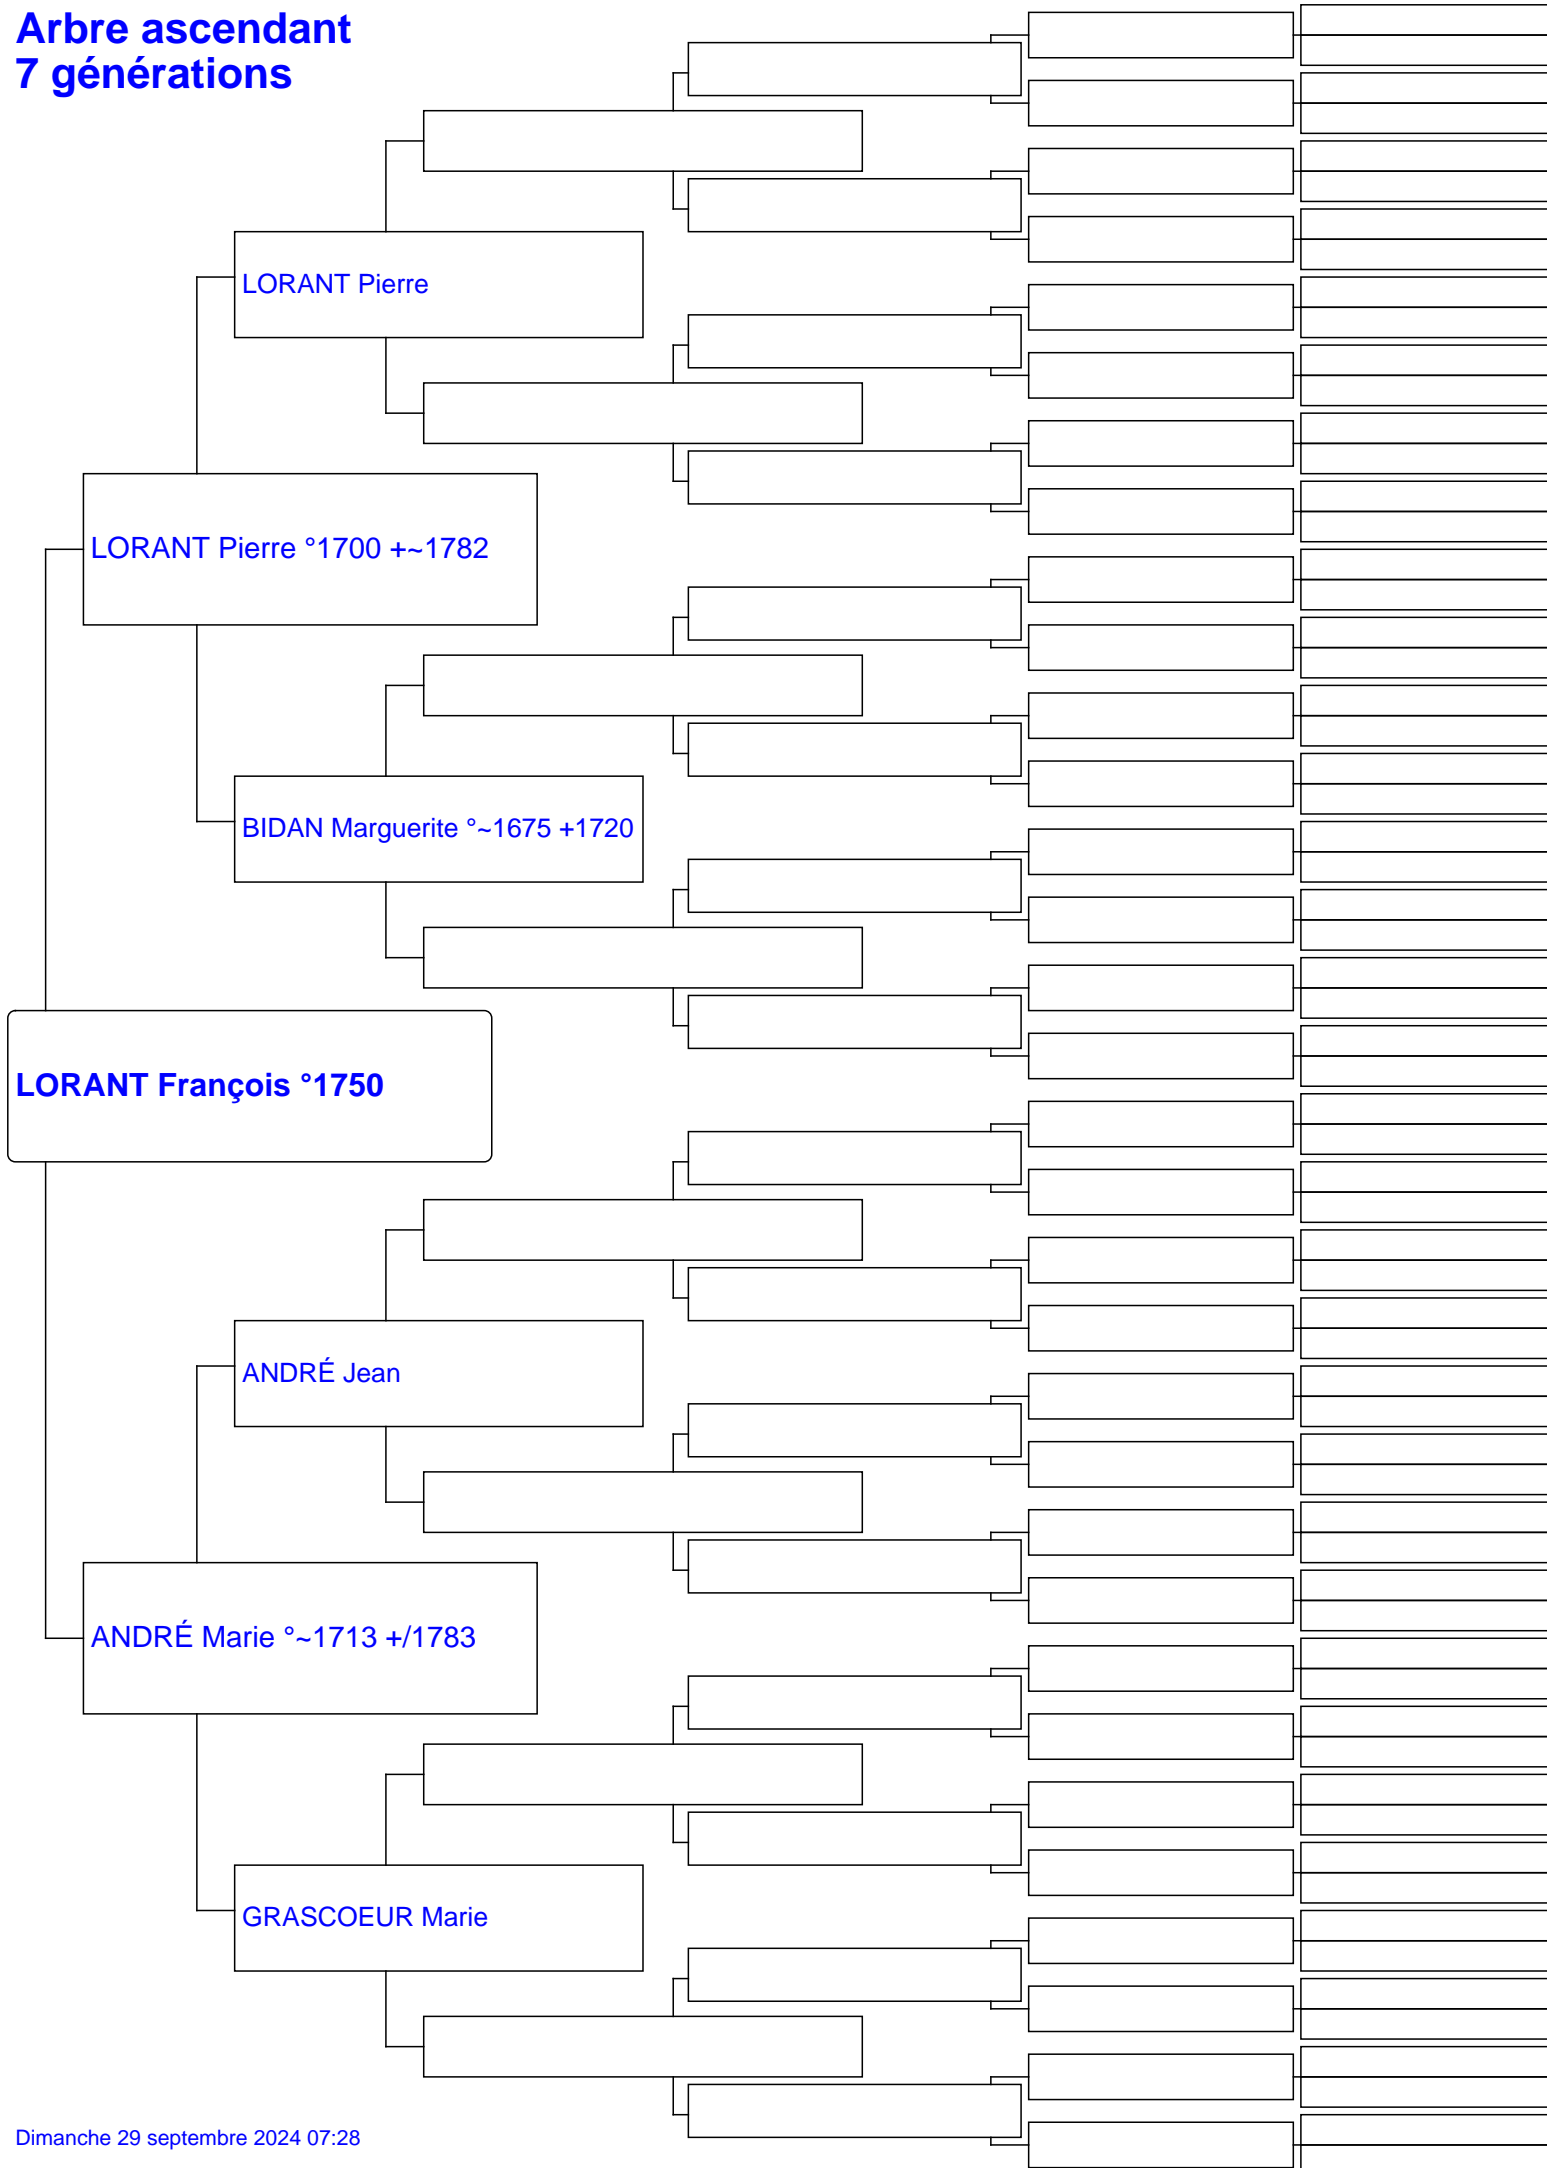 Arbre ascendant
7 générations
LORANT Pierre
LORANT Pierre °1700 +~1782
BIDAN Marguerite °~1675 +1720
LORANT François °1750
ANDRÉ Jean
ANDRÉ Marie °~1713 +/1783
GRASCOEUR Marie
Dimanche 29 septembre 2024 07:28